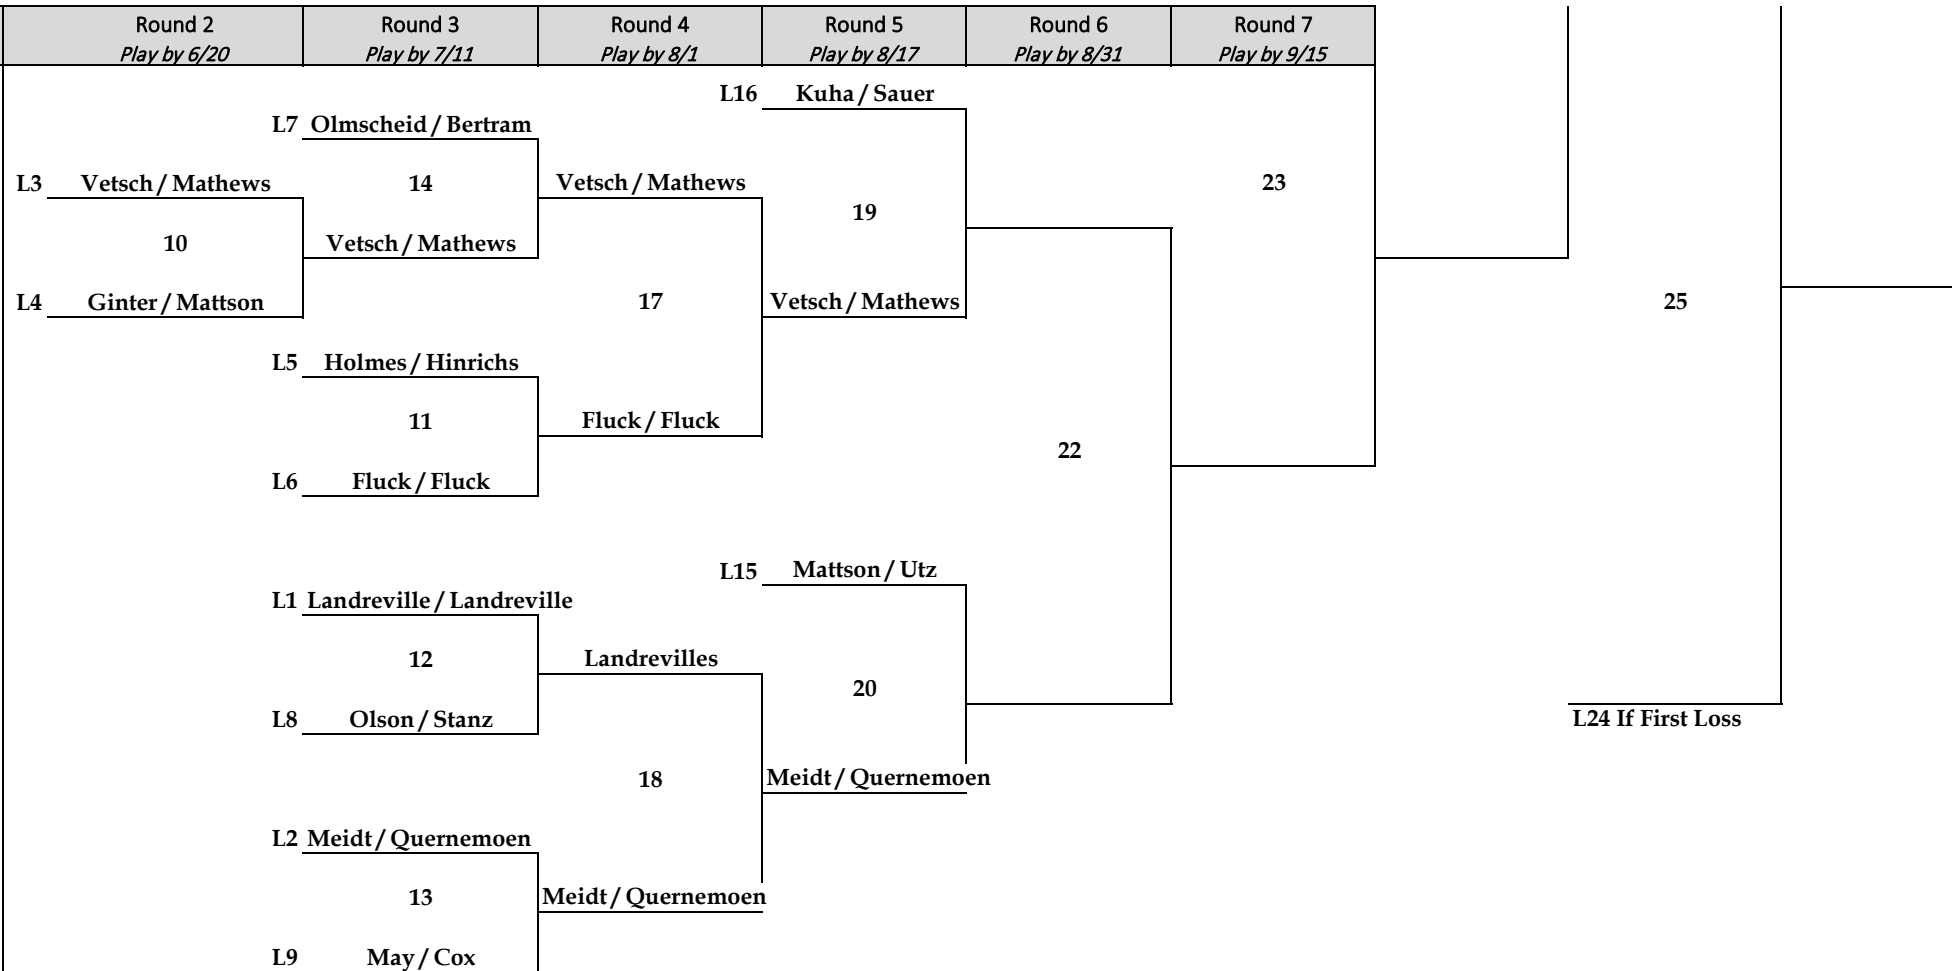 Round 2 Round 3 Round 4 Round 5 Round 6 Round 7
Play by 6/20 Play by 7/11 Play by 8/1 Play by 8/17 Play by 8/31 Play by 9/15
L16 Kuha / Sauer
L7 Olmscheid / Bertram
L3 Vetsch / Mathews 14 Vetsch / Mathews 23
19
10 Vetsch / Mathews
L4 Ginter / Mattson 17 Vetsch / Mathews 25
L5 Holmes / Hinrichs
11 Fluck / Fluck
22
L6 Fluck / Fluck
L15 Mattson / Utz
L1 Landreville / Landreville
12 Landrevilles
20
L8 Olson / Stanz L24 If First Loss
18 Meidt / Quernemoen
L2 Meidt / Quernemoen
13 Meidt / Quernemoen
L9 May / Cox